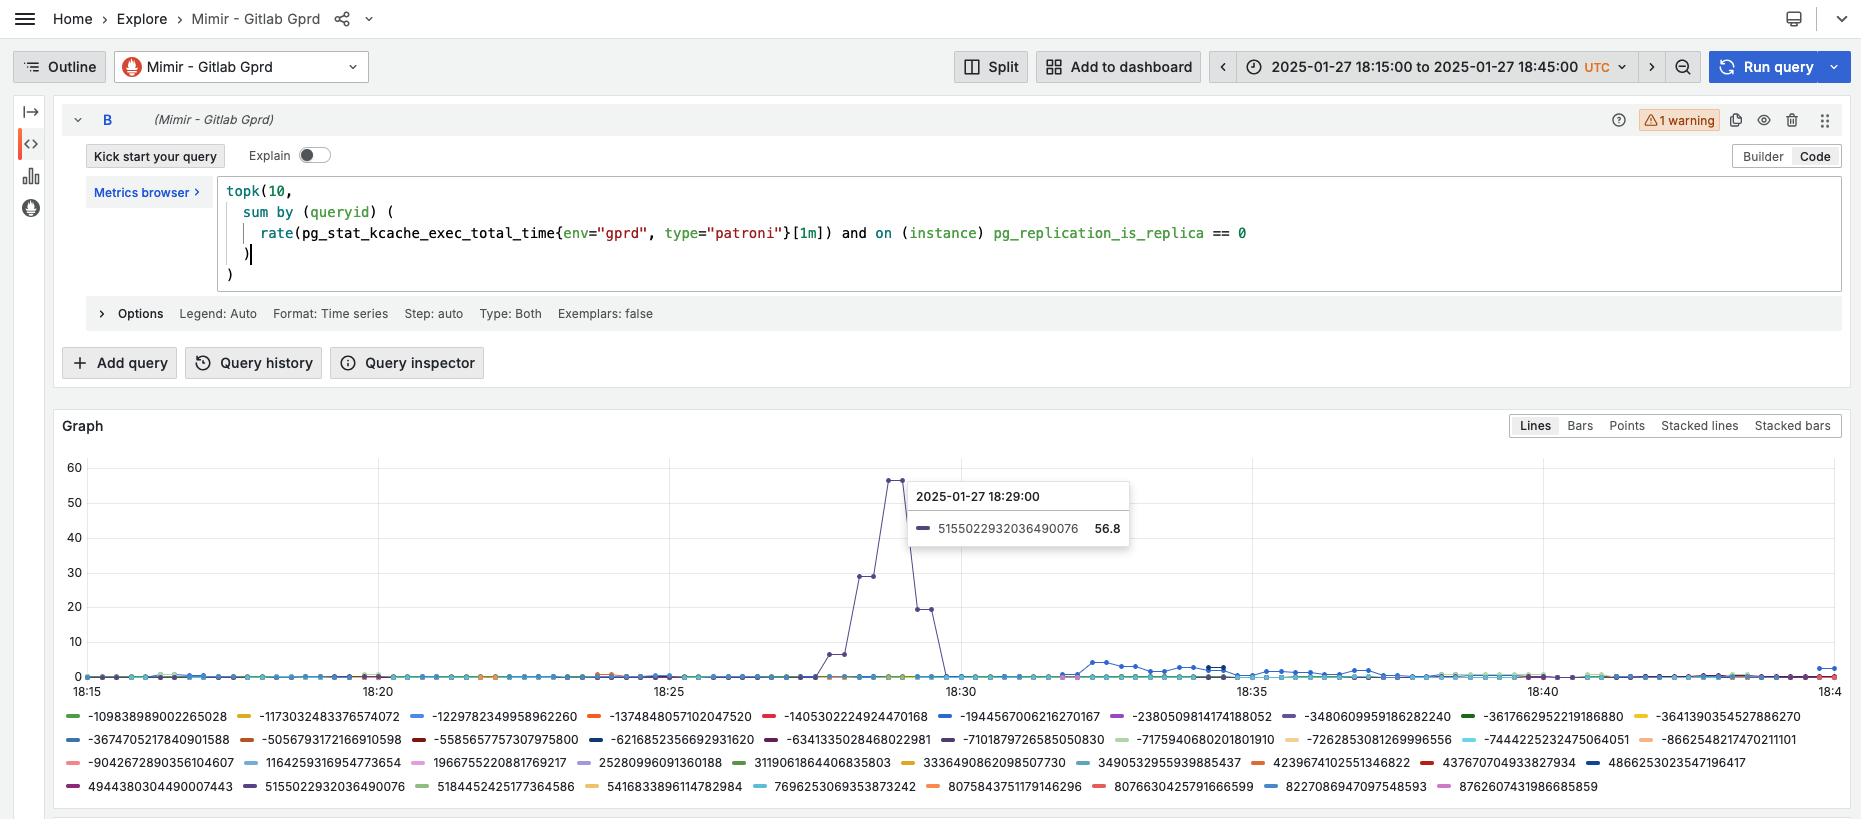 Home › Explore › Mimir - Gitlab Gprd
Outline Mimir - Gitlab Gprd Split Add to dashboard 2025-01-27 18:15:00 to 2025-01-27 18:45:00 UTC Run query
B (Mimir - Gitlab Gprd) 1 warning
Kick start your query Explain Builder Code
Metrics browser ›
topk(10,
sum by (queryid) (
rate(pg_stat_kcache_exec_total_time{env="gprd", type="patroni"}[1m]) and on (instance) pg_replication_is_replica == 0
)
)
Options Legend: Auto Format: Time series Step: auto Type: Both Exemplars: false
+ Add query Query history Query inspector
Graph Lines Bars Points Stacked lines Stacked bars
60
50
40
30
20
10
0
2025-01-27 18:29:00
5155022932036490076 56.8
18:15 18:20 18:25 18:30 18:35 18:40 18:4
-109838989002265028 -1173032483376574072 -1229782349958962260 -1374848057102047520 -1405302224924470168 -1944567006216270167 -2380509814174188052 -3480609959186282240 -3617662952219186880 -3641390354527886270
-3674705217840901588 -5056793172166910598 -5585657757307975800 -6216852356692931620 -6341335028468022981 -7101879726585050830 -7175940680201801910 -7262853081269996556 -7444225232475064051 -8662548217470211101
-9042672890356104607 1164259316954773654 1966755220881769217 25280996091360188 3119061864406835803 3336490862098507730 3490532955939885437 4239674102551346822 437670704933827934 4866253023547196417
4944380304490007443 5155022932036490076 5184452425177364586 5416833896114782984 7696253069353873242 8075843751179146296 8076630425791666599 8227086947097548593 8762607431986685859